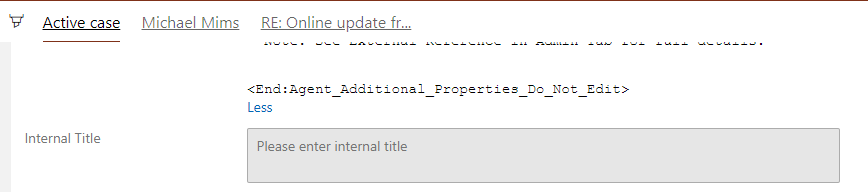 Active case Michael Mims RE: Online update fr...
Note: See External Reference in Admin Tab for full details.
<End:Agent_Additional_Properties_Do_Not_Edit>
Less
Internal Title
Please enter internal title